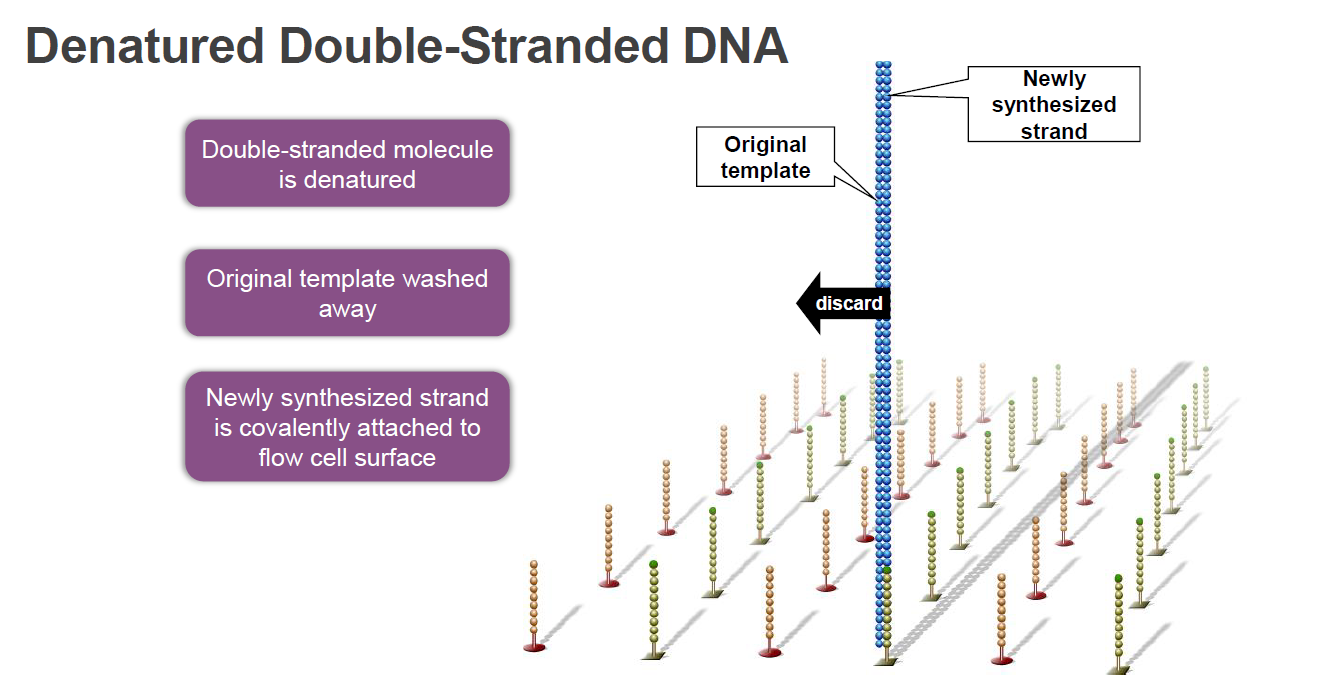 Denatured Double-Stranded DNA
Double-stranded molecule
is denatured
Original template washed
away
Newly synthesized strand
is covalently attached to
flow cell surface
Newly
synthesized
strand
Original
template
discard